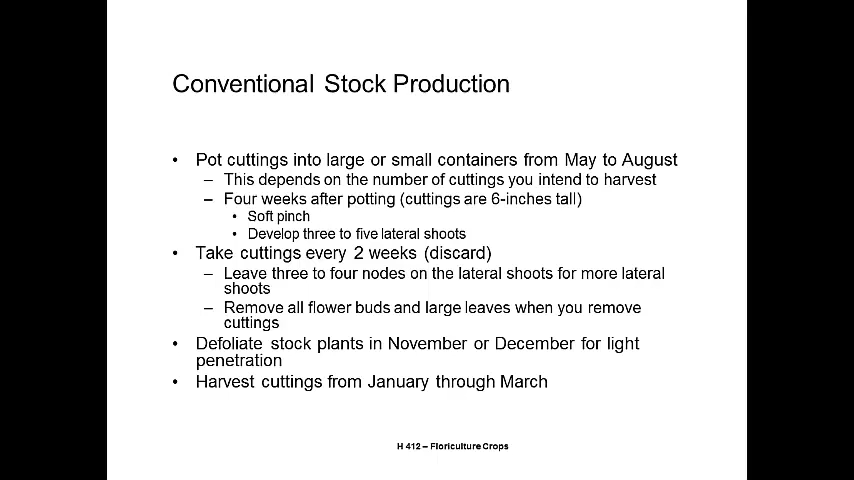 Conventional Stock Production
• Pot cuttings into large or small containers from May to August
– This depends on the number of cuttings you intend to harvest
– Four weeks after potting (cuttings are 6-inches tall)
• Soft pinch
• Develop three to five lateral shoots
• Take cuttings every 2 weeks (discard)
– Leave three to four nodes on the lateral shoots for more lateral
shoots
– Remove all flower buds and large leaves when you remove
cuttings
• Defoliate stock plants in November or December for light
penetration
• Harvest cuttings from January through March
H 412 – Floriculture Crops